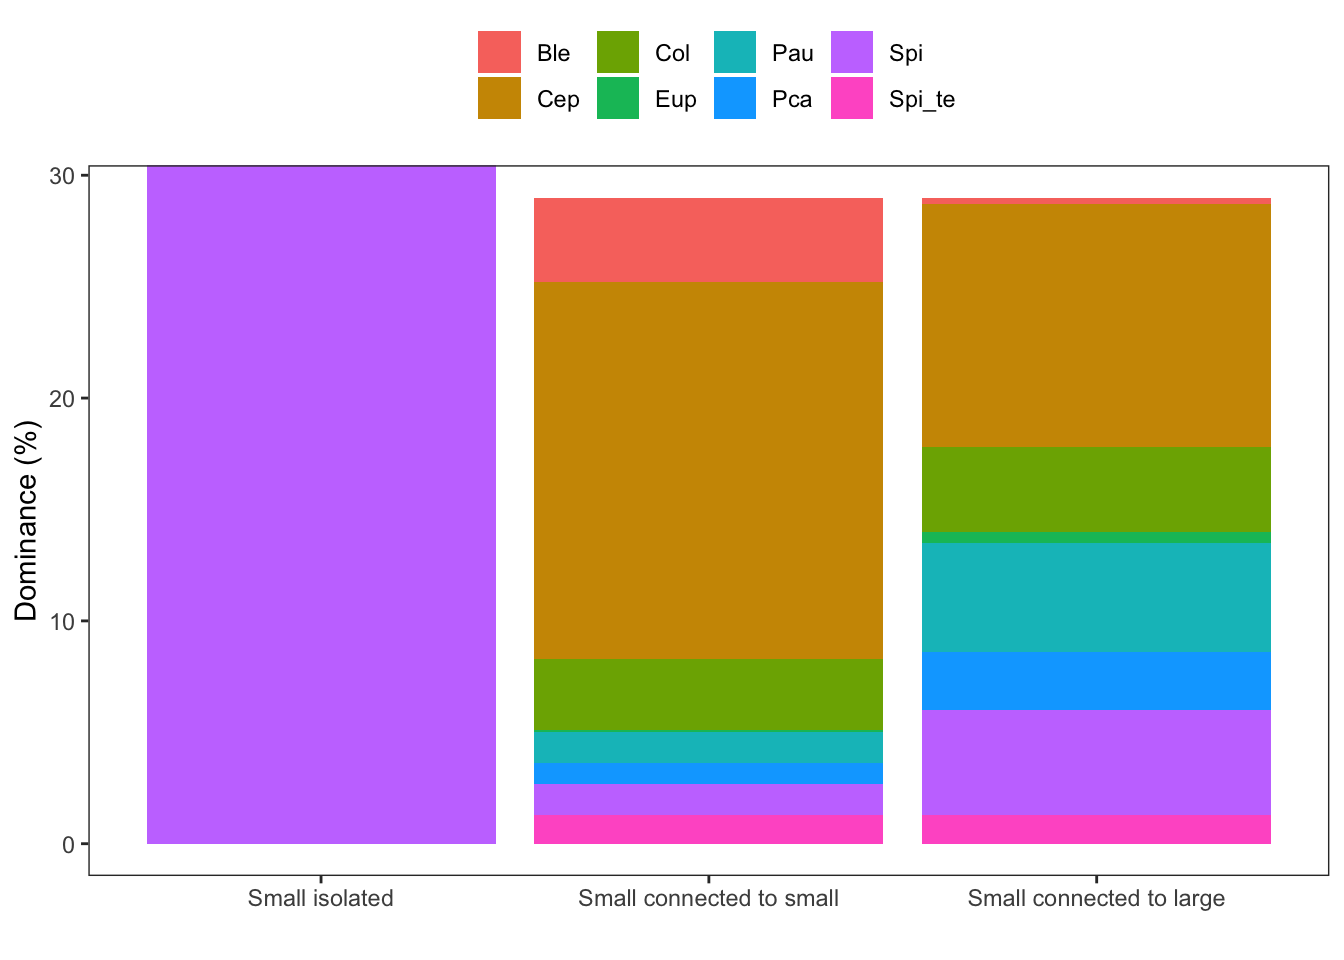 Ble Col Pau Spi
Cep Eup Pca Spi_te
30
20
10
0
Dominance (%)
Small isolated Small connected to small Small connected to large